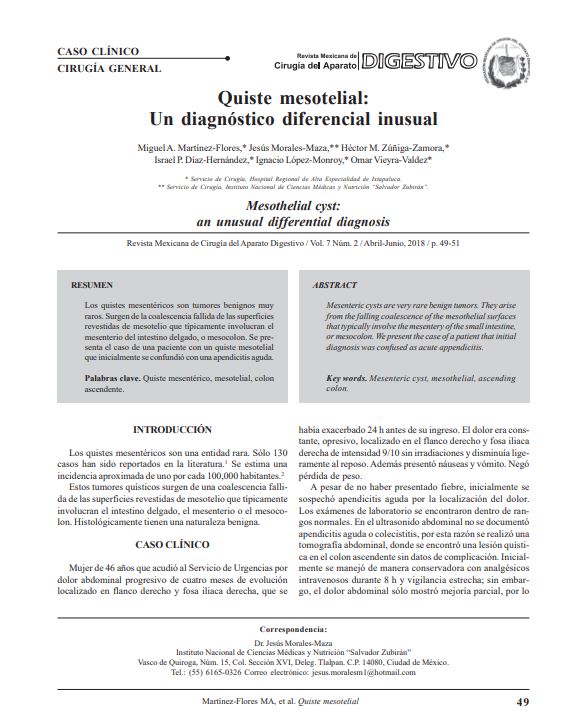 CASO CLÍNICO
CIRUGÍA GENERAL
Revista Mexicana de
Cirugía del Aparato
DIGESTIVO
Quiste mesotelial:
Un diagnóstico diferencial inusual
Miguel A. Martínez-Flores,* Jesús Morales-Maza,** Héctor M. Zúñiga-Zamora,*
Israel P. Díaz-Hernández,* Ignacio López-Monroy,* Omar Vieyra-Valdez*
* Servicio de Cirugía, Hospital Regional de Alta Especialidad de Ixtapaluca.
** Servicio de Cirugía, Instituto Nacional de Ciencias Médicas y Nutrición "Salvador Zubirán".
Mesothelial cyst:
an unusual differential diagnosis
Revista Mexicana de Cirugía del Aparato Digestivo / Vol. 7 Núm. 2 / Abril-Junio, 2018 / p. 49-51
RESUMEN
Los quistes mesentéricos son tumores benignos muy
raros. Surgen de la coalescencia fallida de las superficies
revestidas de mesotelio que típicamente involucran el
mesenterio del intestino delgado, o mesocolon. Se pre-
senta el caso de una paciente con un quiste mesotelial
que inicialmente se confundió con una apendicitis aguda.
Palabras clave. Quiste mesentérico, mesotelial, colon
ascendente.
ABSTRACT
Mesenteric cysts are very rare benign tumors. They arise
from the falling coalescence of the mesothelial surfaces
that typically involve the mesentery of the small intestine,
or mesocolon. We present the case of a patient that initial
diagnosis was confused as acute appendicitis.
Key words. Mesenteric cyst, mesothelial, ascending
colon.
INTRODUCCIÓN
Los quistes mesentéricos son una entidad rara. Sólo 130
casos han sido reportados en la literatura.¹ Se estima una
incidencia aproximada de uno por cada 100,000 habitantes.²
Estos tumores quísticos surgen de una coalescencia falli-
da de las superficies revestidas de mesotelio que típicamente
involucran el intestino delgado, el mesenterio o el mesoco-
lon. Histológicamente tienen una naturaleza benigna.
CASO CLÍNICO
Mujer de 46 años que acudió al Servicio de Urgencias por
dolor abdominal progresivo de cuatro meses de evolución
localizado en flanco derecho y fosa iliaca derecha, que se
había exacerbado 24 h antes de su ingreso. El dolor era cons-
tante, opresivo, localizado en el flanco derecho y fosa iliaca
derecha de intensidad 9/10 sin irradiaciones y disminuía lige-
ramente al reposo. Además presentó náuseas y vómito. Negó
pérdida de peso.
A pesar de no haber presentado fiebre, inicialmente se
sospechó apendicitis aguda por la localización del dolor.
Los exámenes de laboratorio se encontraron dentro de ran-
gos normales. En el ultrasonido abdominal no se documentó
apendicitis aguda o colecistitis, por esta razón se realizó una
tomografía abdominal, donde se encontró una lesión quísti-
ca en el colon ascendente sin datos de complicación. Inicial-
mente se manejó de manera conservadora con analgésicos
intravenosos durante 8 h y vigilancia estrecha; sin embar-
go, el dolor abdominal sólo mostró mejoría parcial, por lo
Correspondencia:
Dr. Jesús Morales-Maza
Instituto Nacional de Ciencias Médicas y Nutrición "Salvador Zubirán"
Vasco de Quiroga, Núm. 15, Col. Sección XVI, Deleg. Tlalpan. C.P. 14080, Ciudad de México.
Tel.: (55) 6165-0326 Correo electrónico: jesus.moralesm1@hotmail.com
Martínez-Flores MA, et al. Quiste mesotelial
49